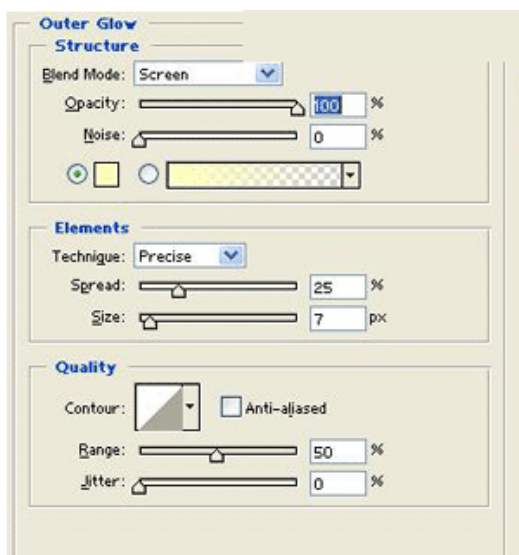 Outer Glow
Structure
Blend Mode: Screen
Opacity: 100 %
Noise: 0 %
Elements
Technique: Precise
Spread: 25 %
Size: 7 px
Quality
Contour: Anti-aliased
Range: 50 %
Jitter: 0 %